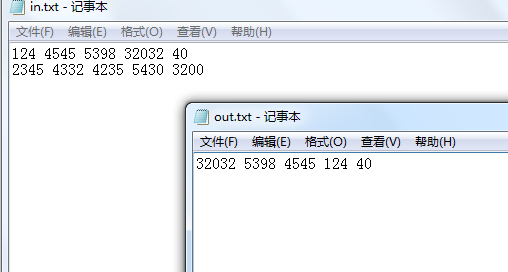 in.txt - 记事本
文件(F) 编辑(E) 格式(O) 查看(V) 帮助(H)
124 4545 5398 32032 40
2345 4332 4235 5430 3200
out.txt - 记事本
文件(F) 编辑(E) 格式(O) 查看(V) 帮助(H)
32032 5398 4545 124 40